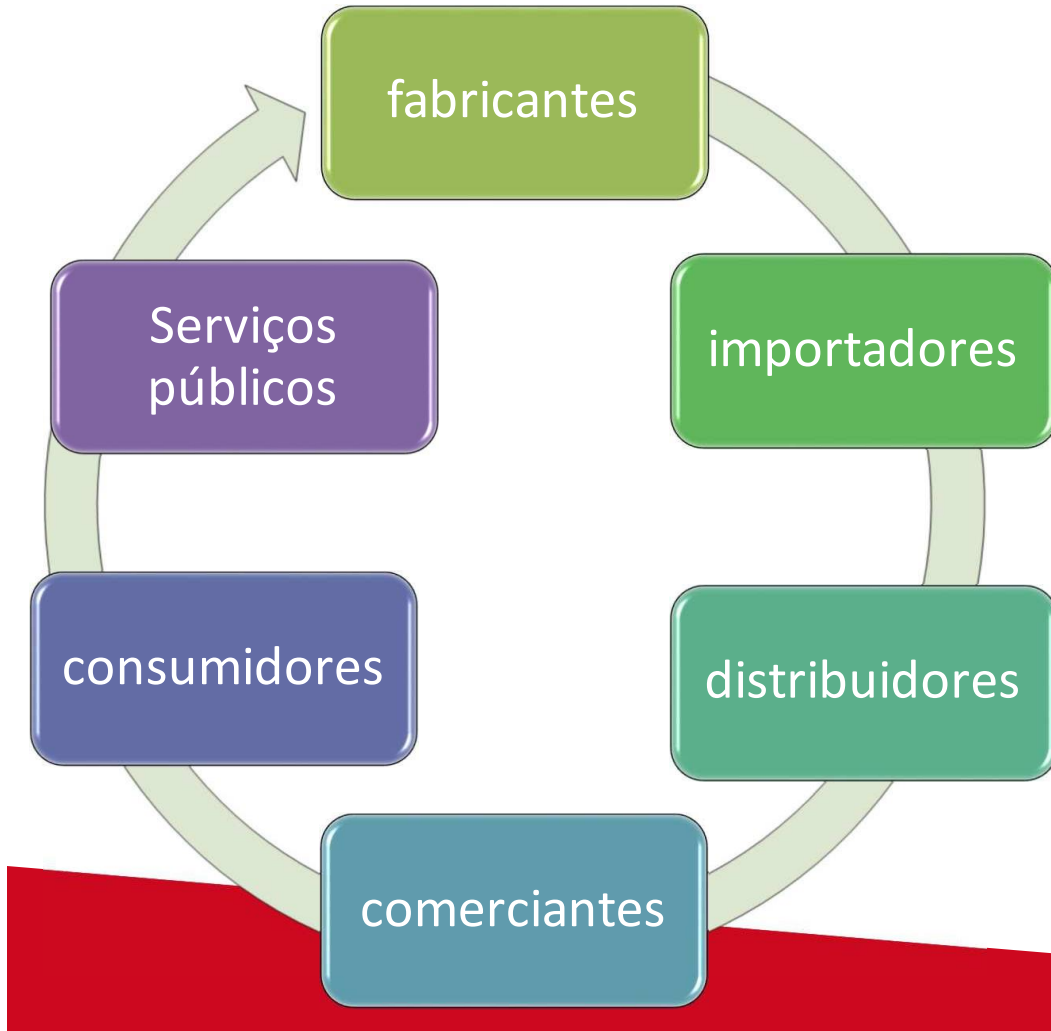 fabricantes
importadores
distribuidores
comerciantes
consumidores
Serviços
públicos